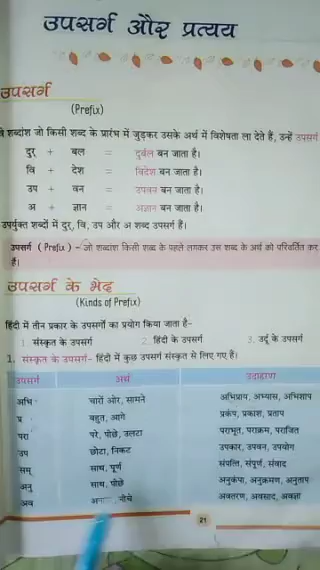 उपसर्ग और प्रत्यय
उपसर्ग
(Prefix)
वे शब्दांश जो किसी शब्द के प्रारंभ में जुड़कर उसके अर्थ में विशेषता ला देते हैं, उन्हें उपसर्ग
दुर् + बल = दुर्बल बन जाता है।
वि + देश = विदेश बन जाता है।
उप + वन = उपवन बन जाता है।
अ + ज्ञान = अज्ञान बन जाता है।
उपर्युक्त शब्दों में दुर्, वि, उप और अ शब्द उपसर्ग हैं।
उपसर्ग (Prefix) – जो शब्दांश किसी शब्द के पहले लगकर उस शब्द के अर्थ को परिवर्तित कर
हैं।
उपसर्ग के भेद
(Kinds of Prefix)
हिंदी में तीन प्रकार के उपसर्गों का प्रयोग किया जाता है-
1. संस्कृत के उपसर्ग 2. हिंदी के उपसर्ग 3. उर्दू के उपसर्ग
1. संस्कृत के उपसर्ग- हिंदी में कुछ उपसर्ग संस्कृत से लिए गए हैं।
उपसर्ग अर्थ उदाहरण
अभि चारों ओर, सामने अभिप्राय, अभ्यास, अभिशाप
प्र बहुत, आगे प्रकंप, प्रकाश, प्रताप
परा परे, पीछे, उलटा पराभूत, पराक्रम, पराजित
उप छोटा, निकट उपकार, उपवन, उपयोग
सम् साथ, पूर्ण संपत्ति, संपूर्ण, संवाद
अनु साथ, पीछे अनुकंपा, अनुक्रमण, अनुताप
अव नीचे अवतरण, अवसाद, अवज्ञा
21